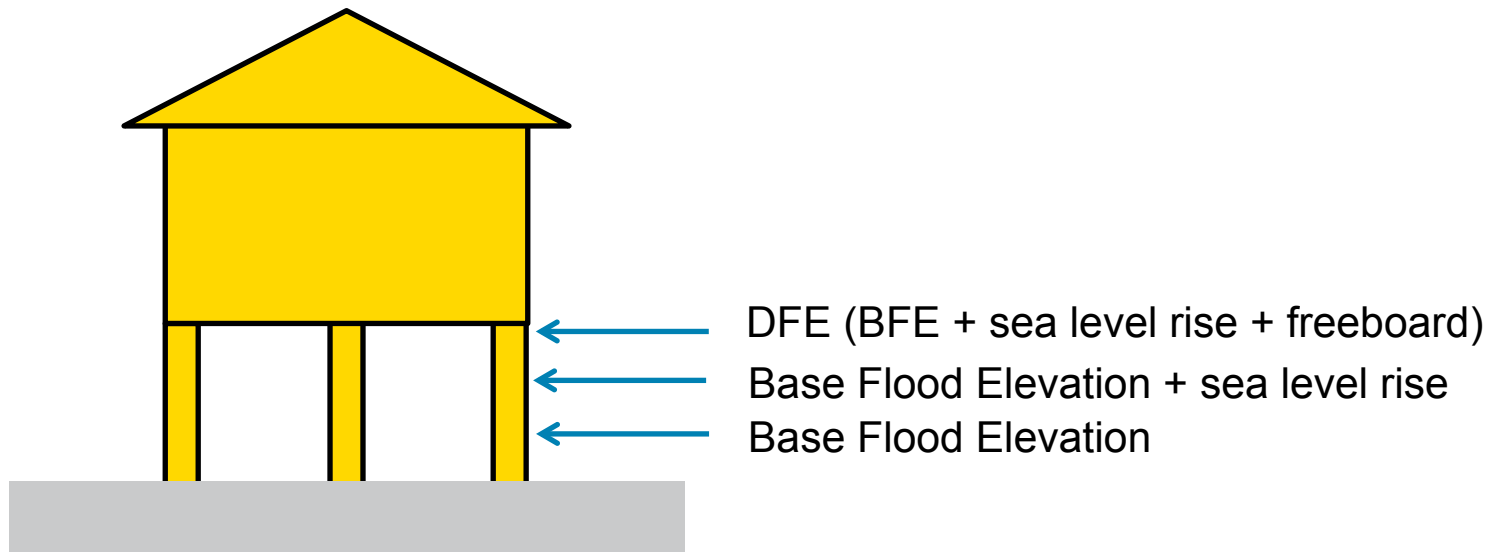 DFE (BFE + sea level rise + freeboard)
Base Flood Elevation + sea level rise
Base Flood Elevation